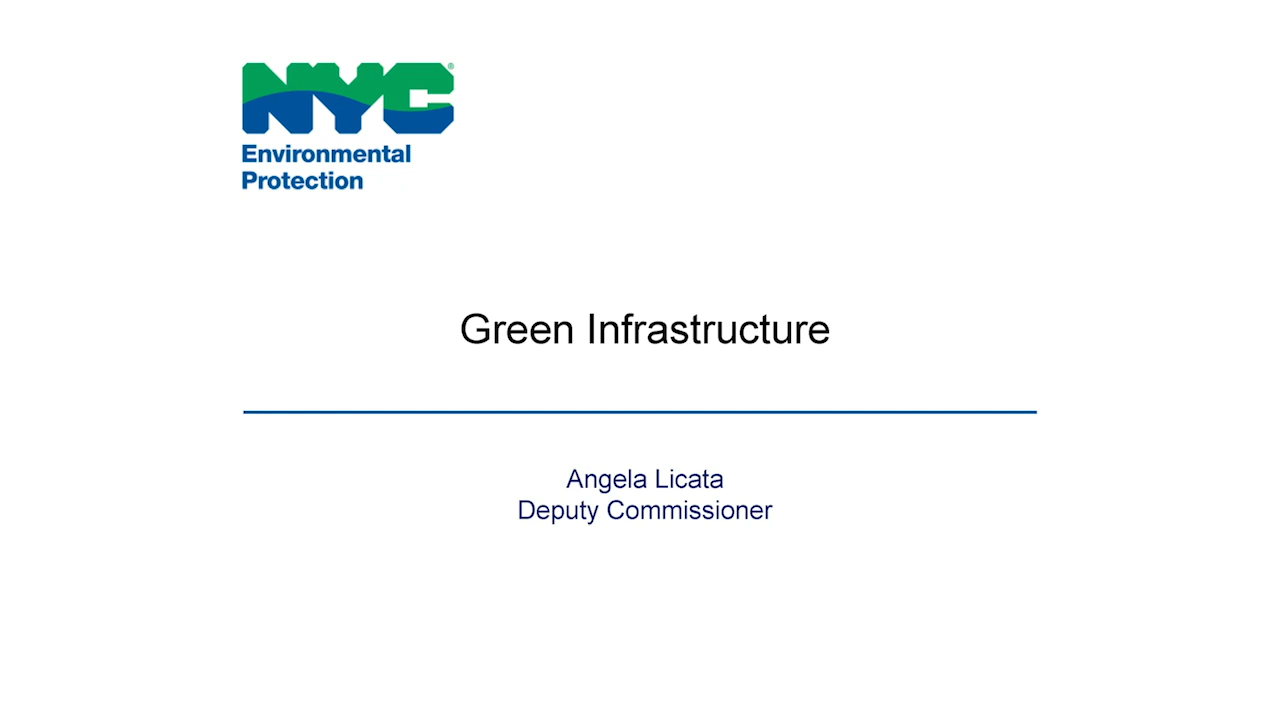 NYC®
Environmental
Protection
Green Infrastructure
Angela Licata
Deputy Commissioner